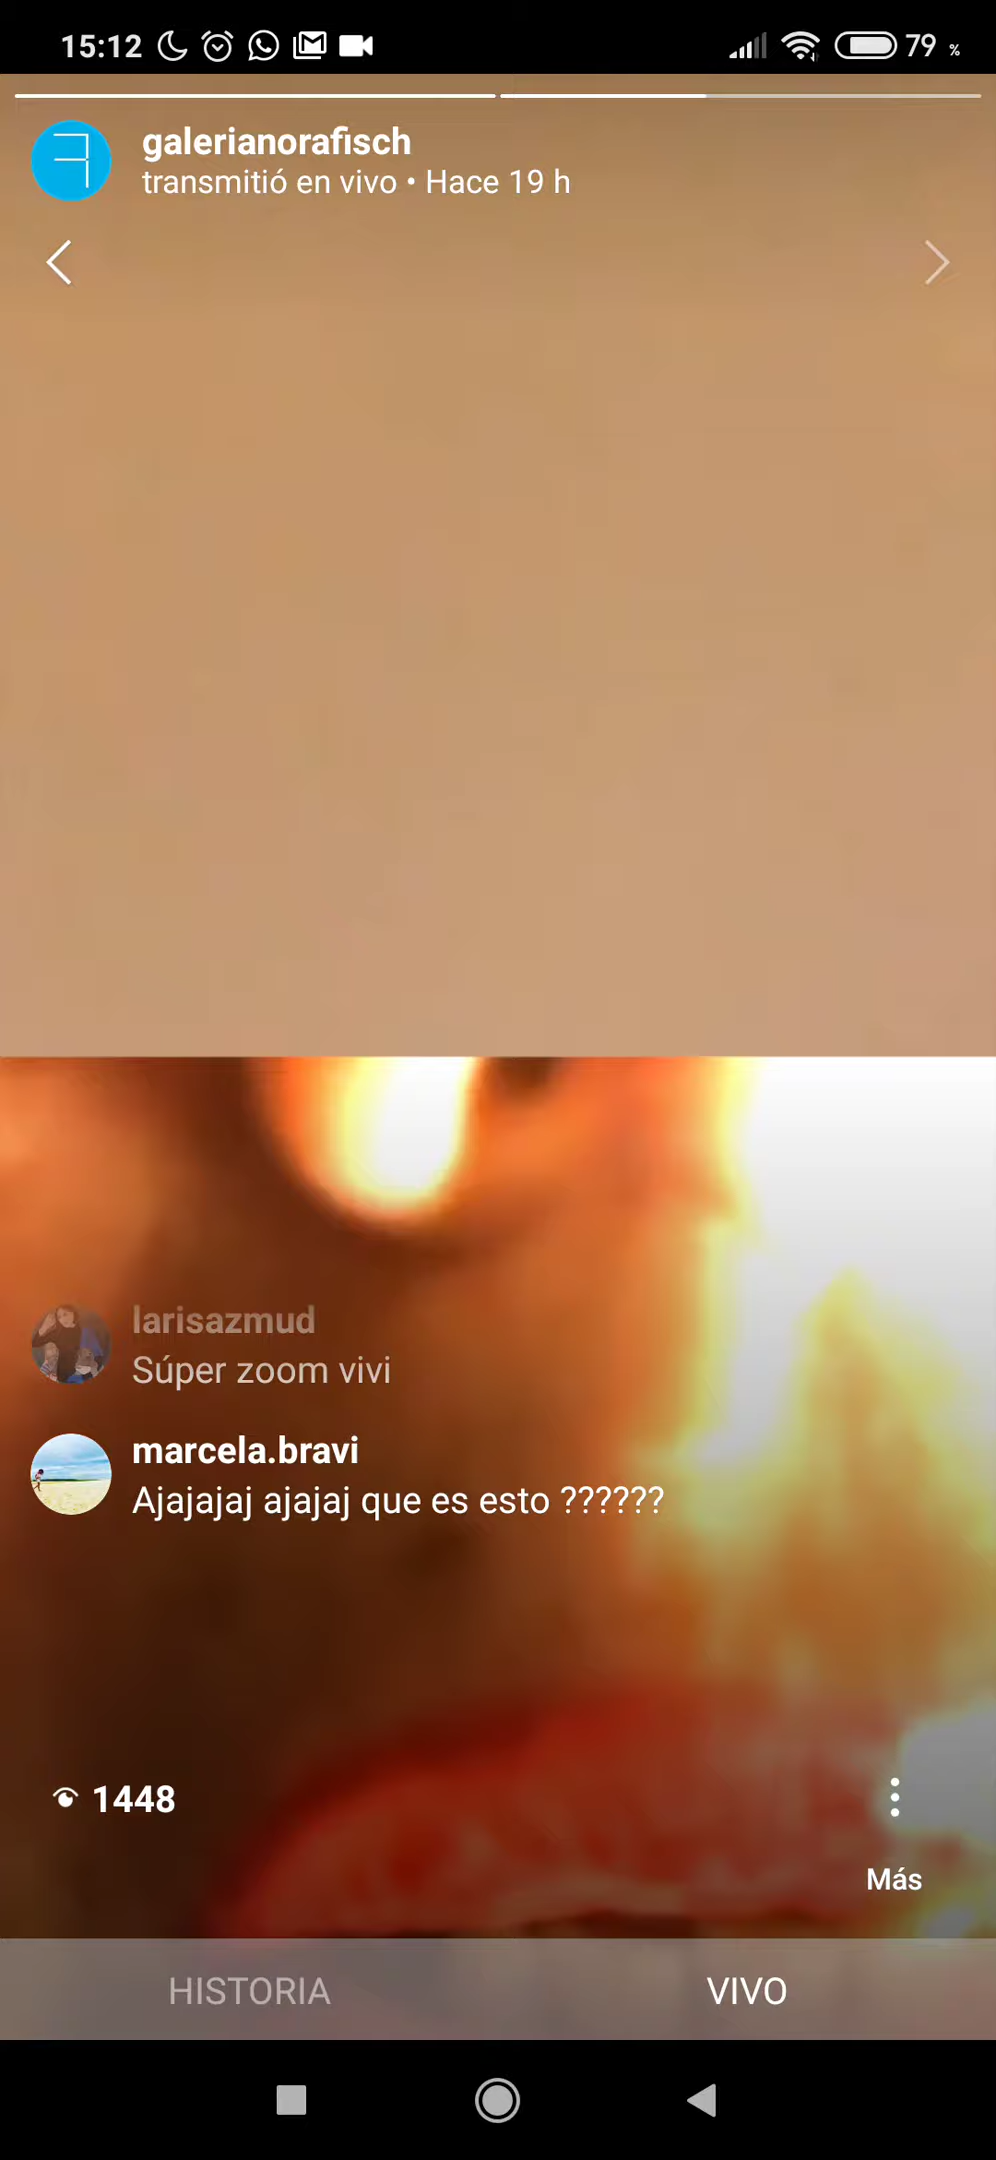 15:12
79 %
galerianorafisch
transmitió en vivo • Hace 19 h
larisazmud
Súper zoom vivi
marcela.bravi
Ajajajaj ajajaj que es esto ??????
1448
Más
HISTORIA
VIVO